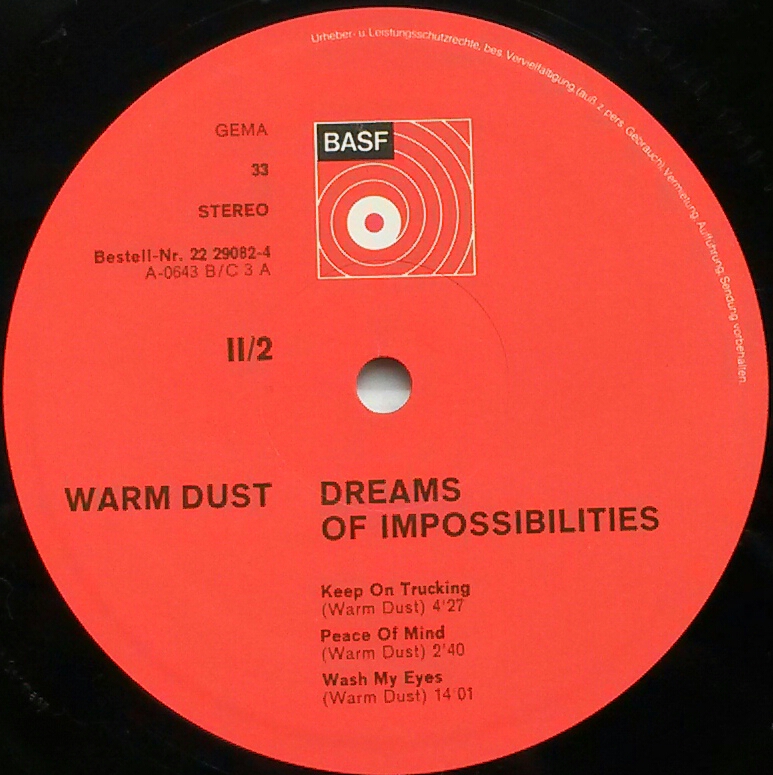 Urheber- u. Leistungsschutzrechte, bes. Vervielfältigung (auß. z. pers. Gebrauch), Vermietung, Aufführung, Sendung vorbehalten.
GEMA
BASF
33
STEREO
Bestell-Nr. 22 29082-4
A-0643 B/C 3 A
II/2
WARM DUST
DREAMS
OF IMPOSSIBILITIES
Keep On Trucking
(Warm Dust) 4'27
Peace Of Mind
(Warm Dust) 2'40
Wash My Eyes
(Warm Dust) 14'01